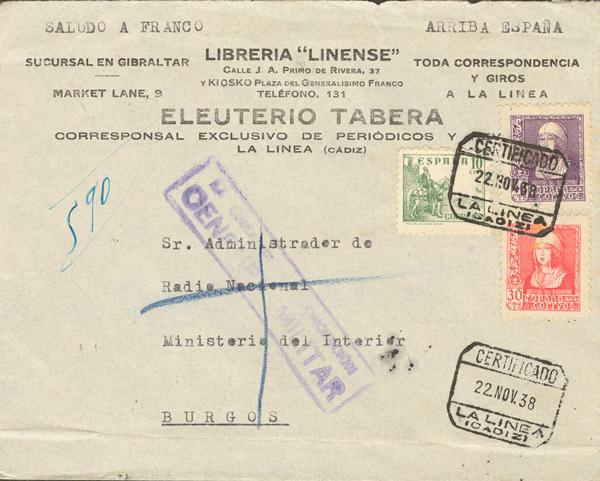 SALUDO A FRANCO ARRIBA ESPAÑA
LIBRERIA "LINENSE"
SUCURSAL EN GIBRALTAR
MARKET LANE, 9
CALLE J. A. PRIMO DE RIVERA, 37
Y KIOSKO PLAZA DEL GENERALISIMO FRANCO
TELÉFONO, 131
TODA CORRESPONDENCIA
Y GIROS
A LA LINEA
ELEUTERIO TABERA
CORRESPONSAL EXCLUSIVO DE PERIÓDICOS Y
LA LINEA (CÁDIZ)
ESPAÑA 10
CERTIFICADO
22 NOV. 38
LA LINEA
(CADIZ)
CORREOS
590
Sr. Administrador de
Radio Nacional
Ministerio del Interior
BURGOS
MILITAR
30
ESPAÑA
CORREOS
CERTIFICADO
22 NOV. 38
LA LINEA
(CADIZ)